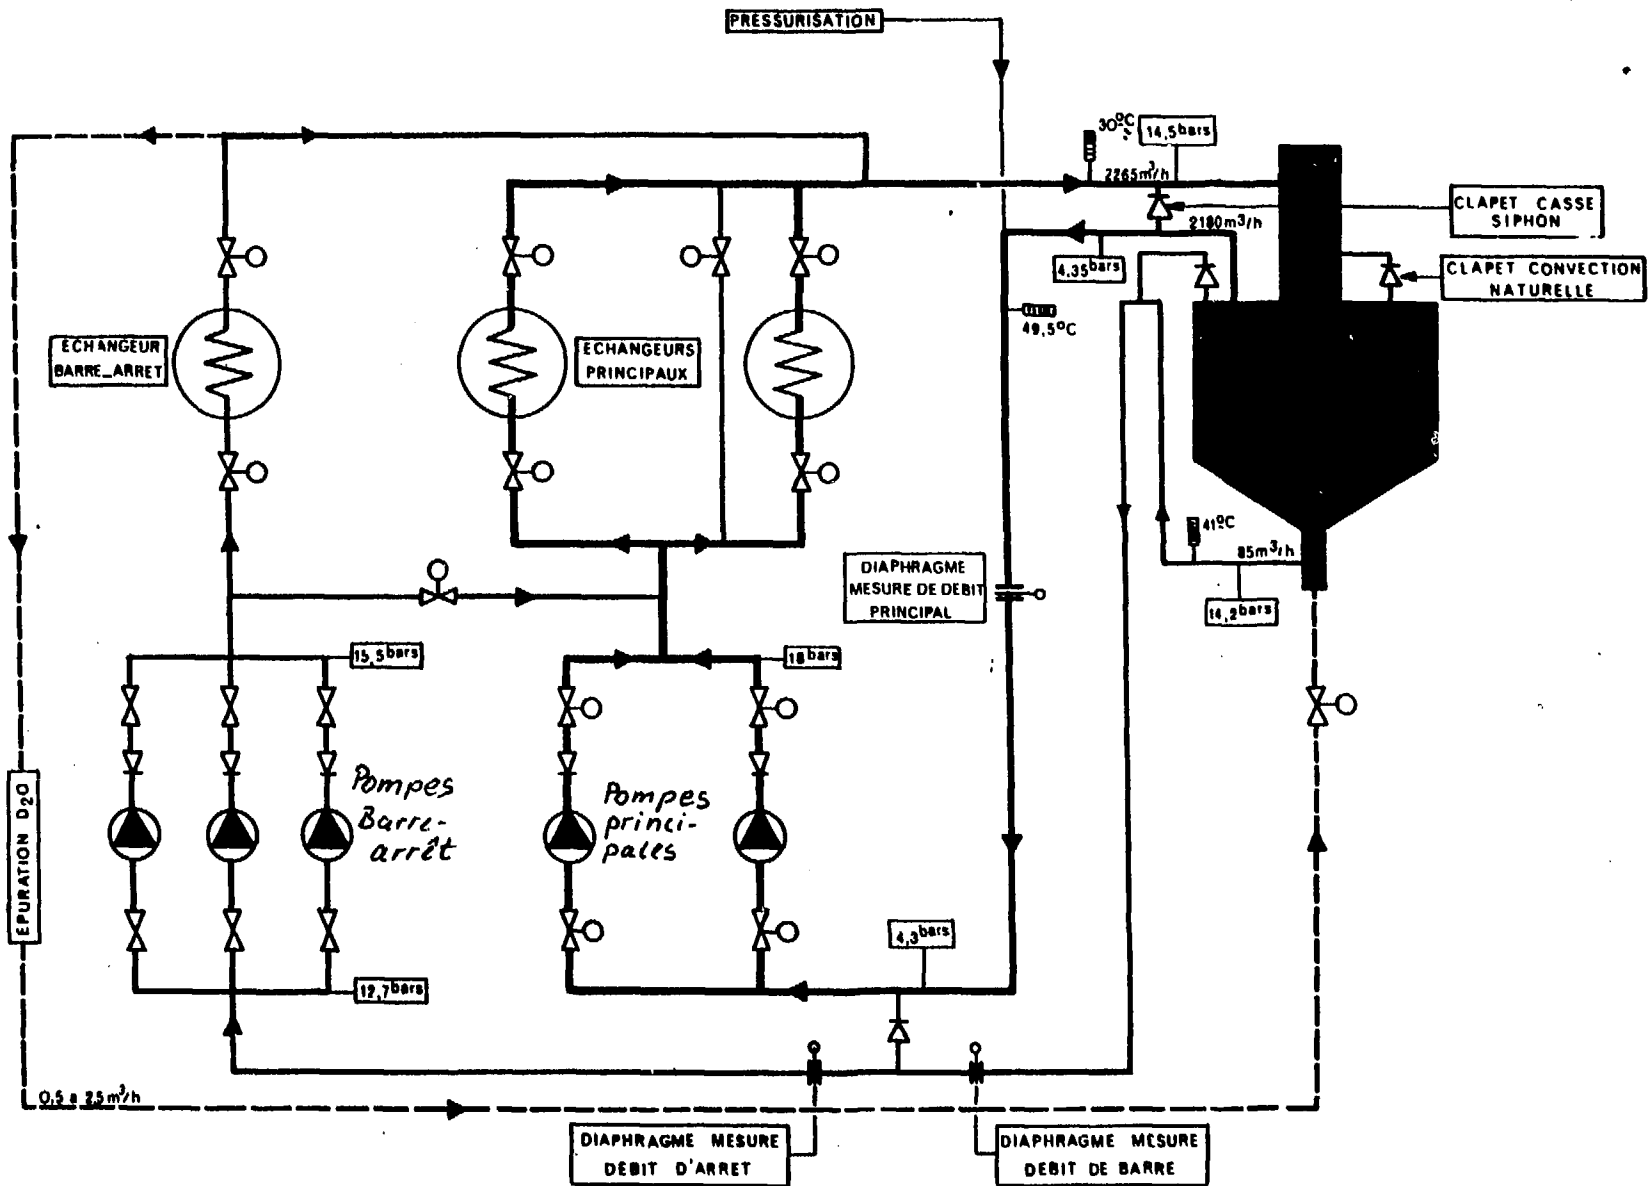 PRESSURISATION
30°C
14,5 bars
2265 m³/h
CLAPET CASSE
SIPHON
2180 m³/h
4,35 bars
CLAPET CONVECTION
NATURELLE
49,5°C
ECHANGEUR
BARRE_ARRET
ECHANGEURS
PRINCIPAUX
41°C
85 m³/h
14,2 bars
DIAPHRAGME
MESURE DE DEBIT
PRINCIPAL
15,5 bars
18 bars
Pompes
Barre-
arrêt
Pompes
princi-
pales
EPURATION D₂O
4,3 bars
12,7 bars
0,5 a 2,5 m³/h
DIAPHRAGME MESURE
DEBIT D'ARRET
DIAPHRAGME MESURE
DEBIT DE BARRE